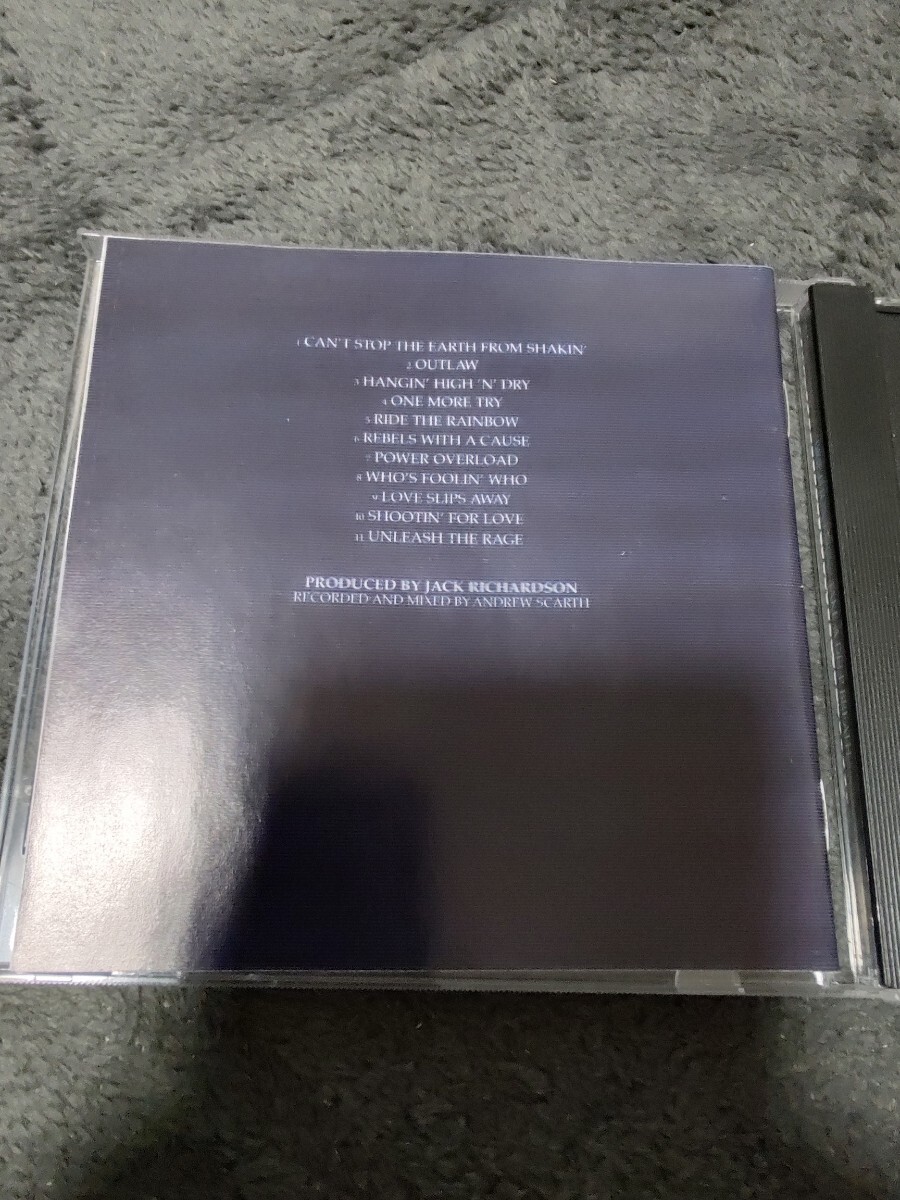 1 CAN'T STOP THE EARTH FROM SHAKIN'
2 OUTLAW
3 HANGIN' HIGH 'N' DRY
4 ONE MORE TRY
5 RIDE THE RAINBOW
6 REBELS WITH A CAUSE
7 POWER OVERLOAD
8 WHO'S FOOLIN' WHO
9 LOVE SLIPS AWAY
10 SHOOTIN' FOR LOVE
11 UNLEASH THE RAGE
PRODUCED BY JACK RICHARDSON
RECORDED AND MIXED BY ANDREW SCARTH